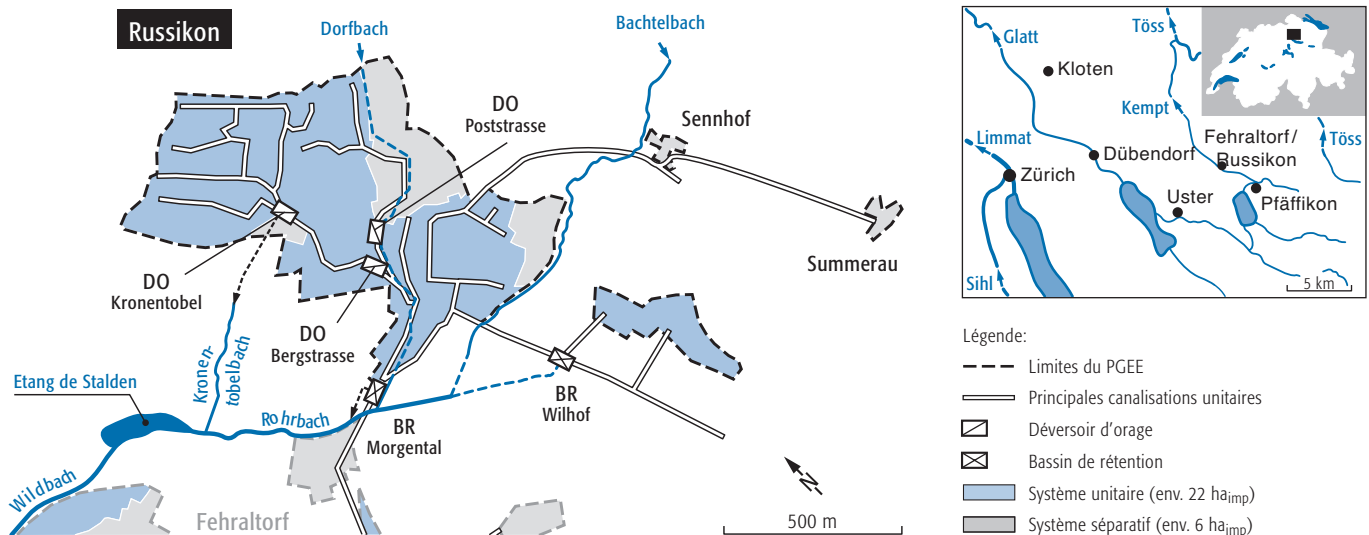 Russikon
Dorfbach
Bachtelbach
DO
Poststrasse
Sennhof
Summerau
DO
Kronentobel
DO
Bergstrasse
Kronen-
tobelbach
Etang de Stalden
Rohrbach
BR
Morgental
BR
Wilhof
Wildbach
Fehraltorf
N
500 m
Glatt
Töss
Kloten
Kempt
Limmat
Fehraltorf/
Russikon
Töss
Dübendorf
Zürich
Uster
Pfäffikon
Sihl
5 km
Légende:
Limites du PGEE
Principales canalisations unitaires
Déversoir d'orage
Bassin de rétention
Système unitaire (env. 22 haimp)
Système séparatif (env. 6 haimp)